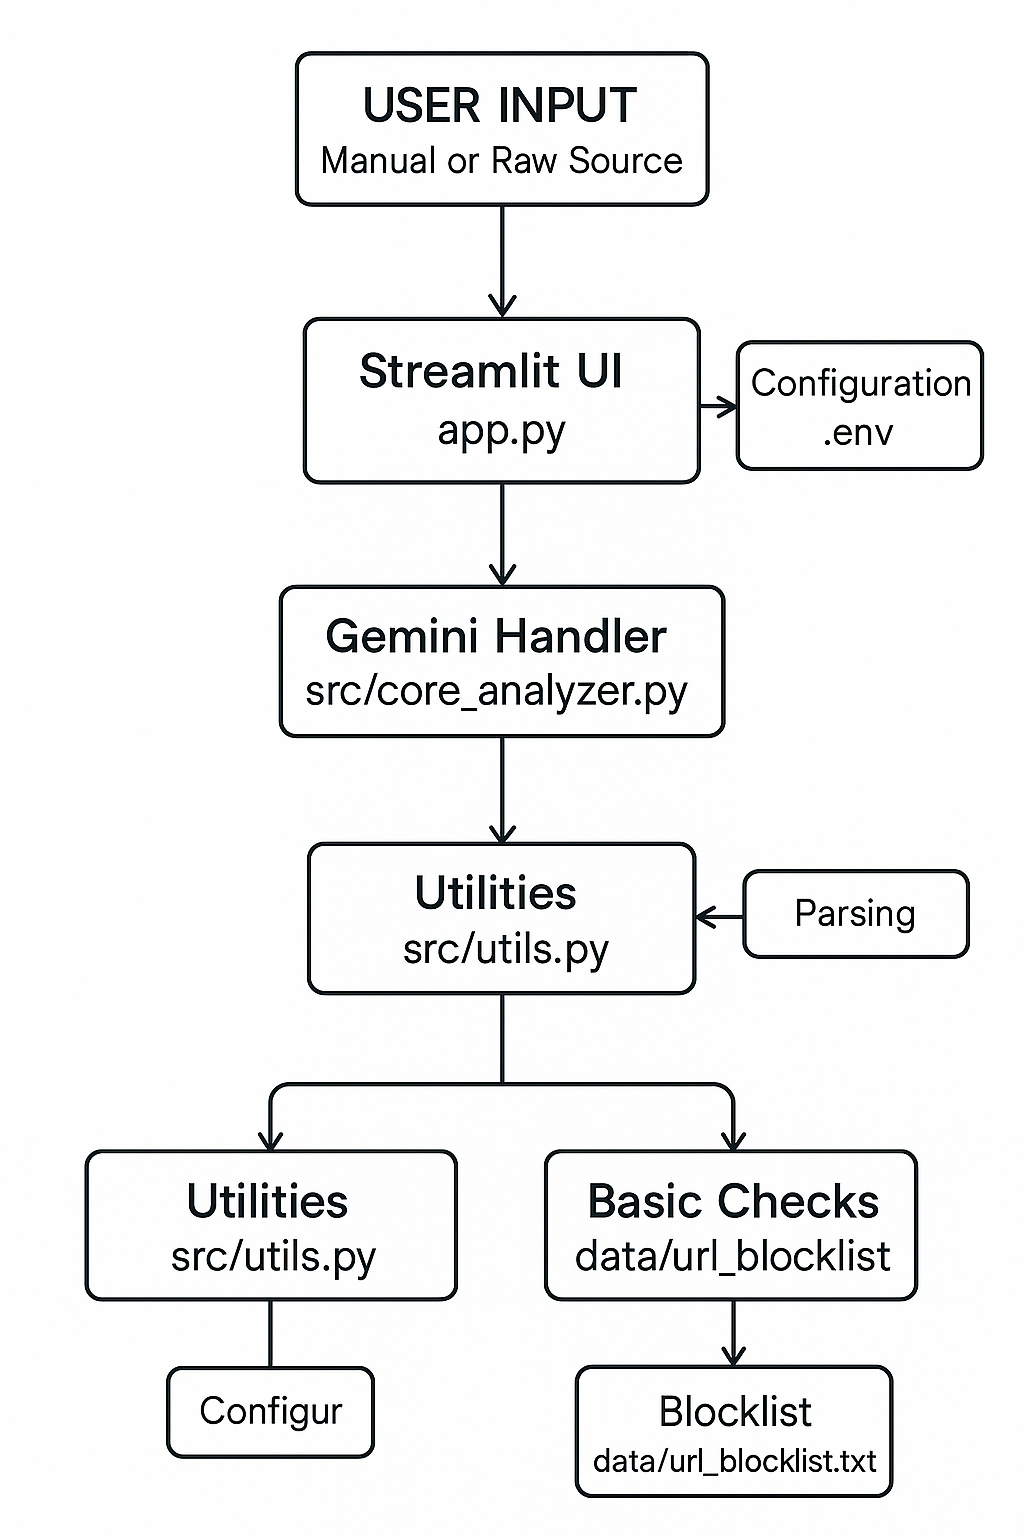 USER INPUT
Manual or Raw Source
Streamlit UI
app.py
Configuration
.env
Gemini Handler
src/core_analyzer.py
Utilities
src/utils.py
Parsing
Utilities
src/utils.py
Basic Checks
data/url_blocklist
Configur
Blocklist
data/url_blocklist.txt